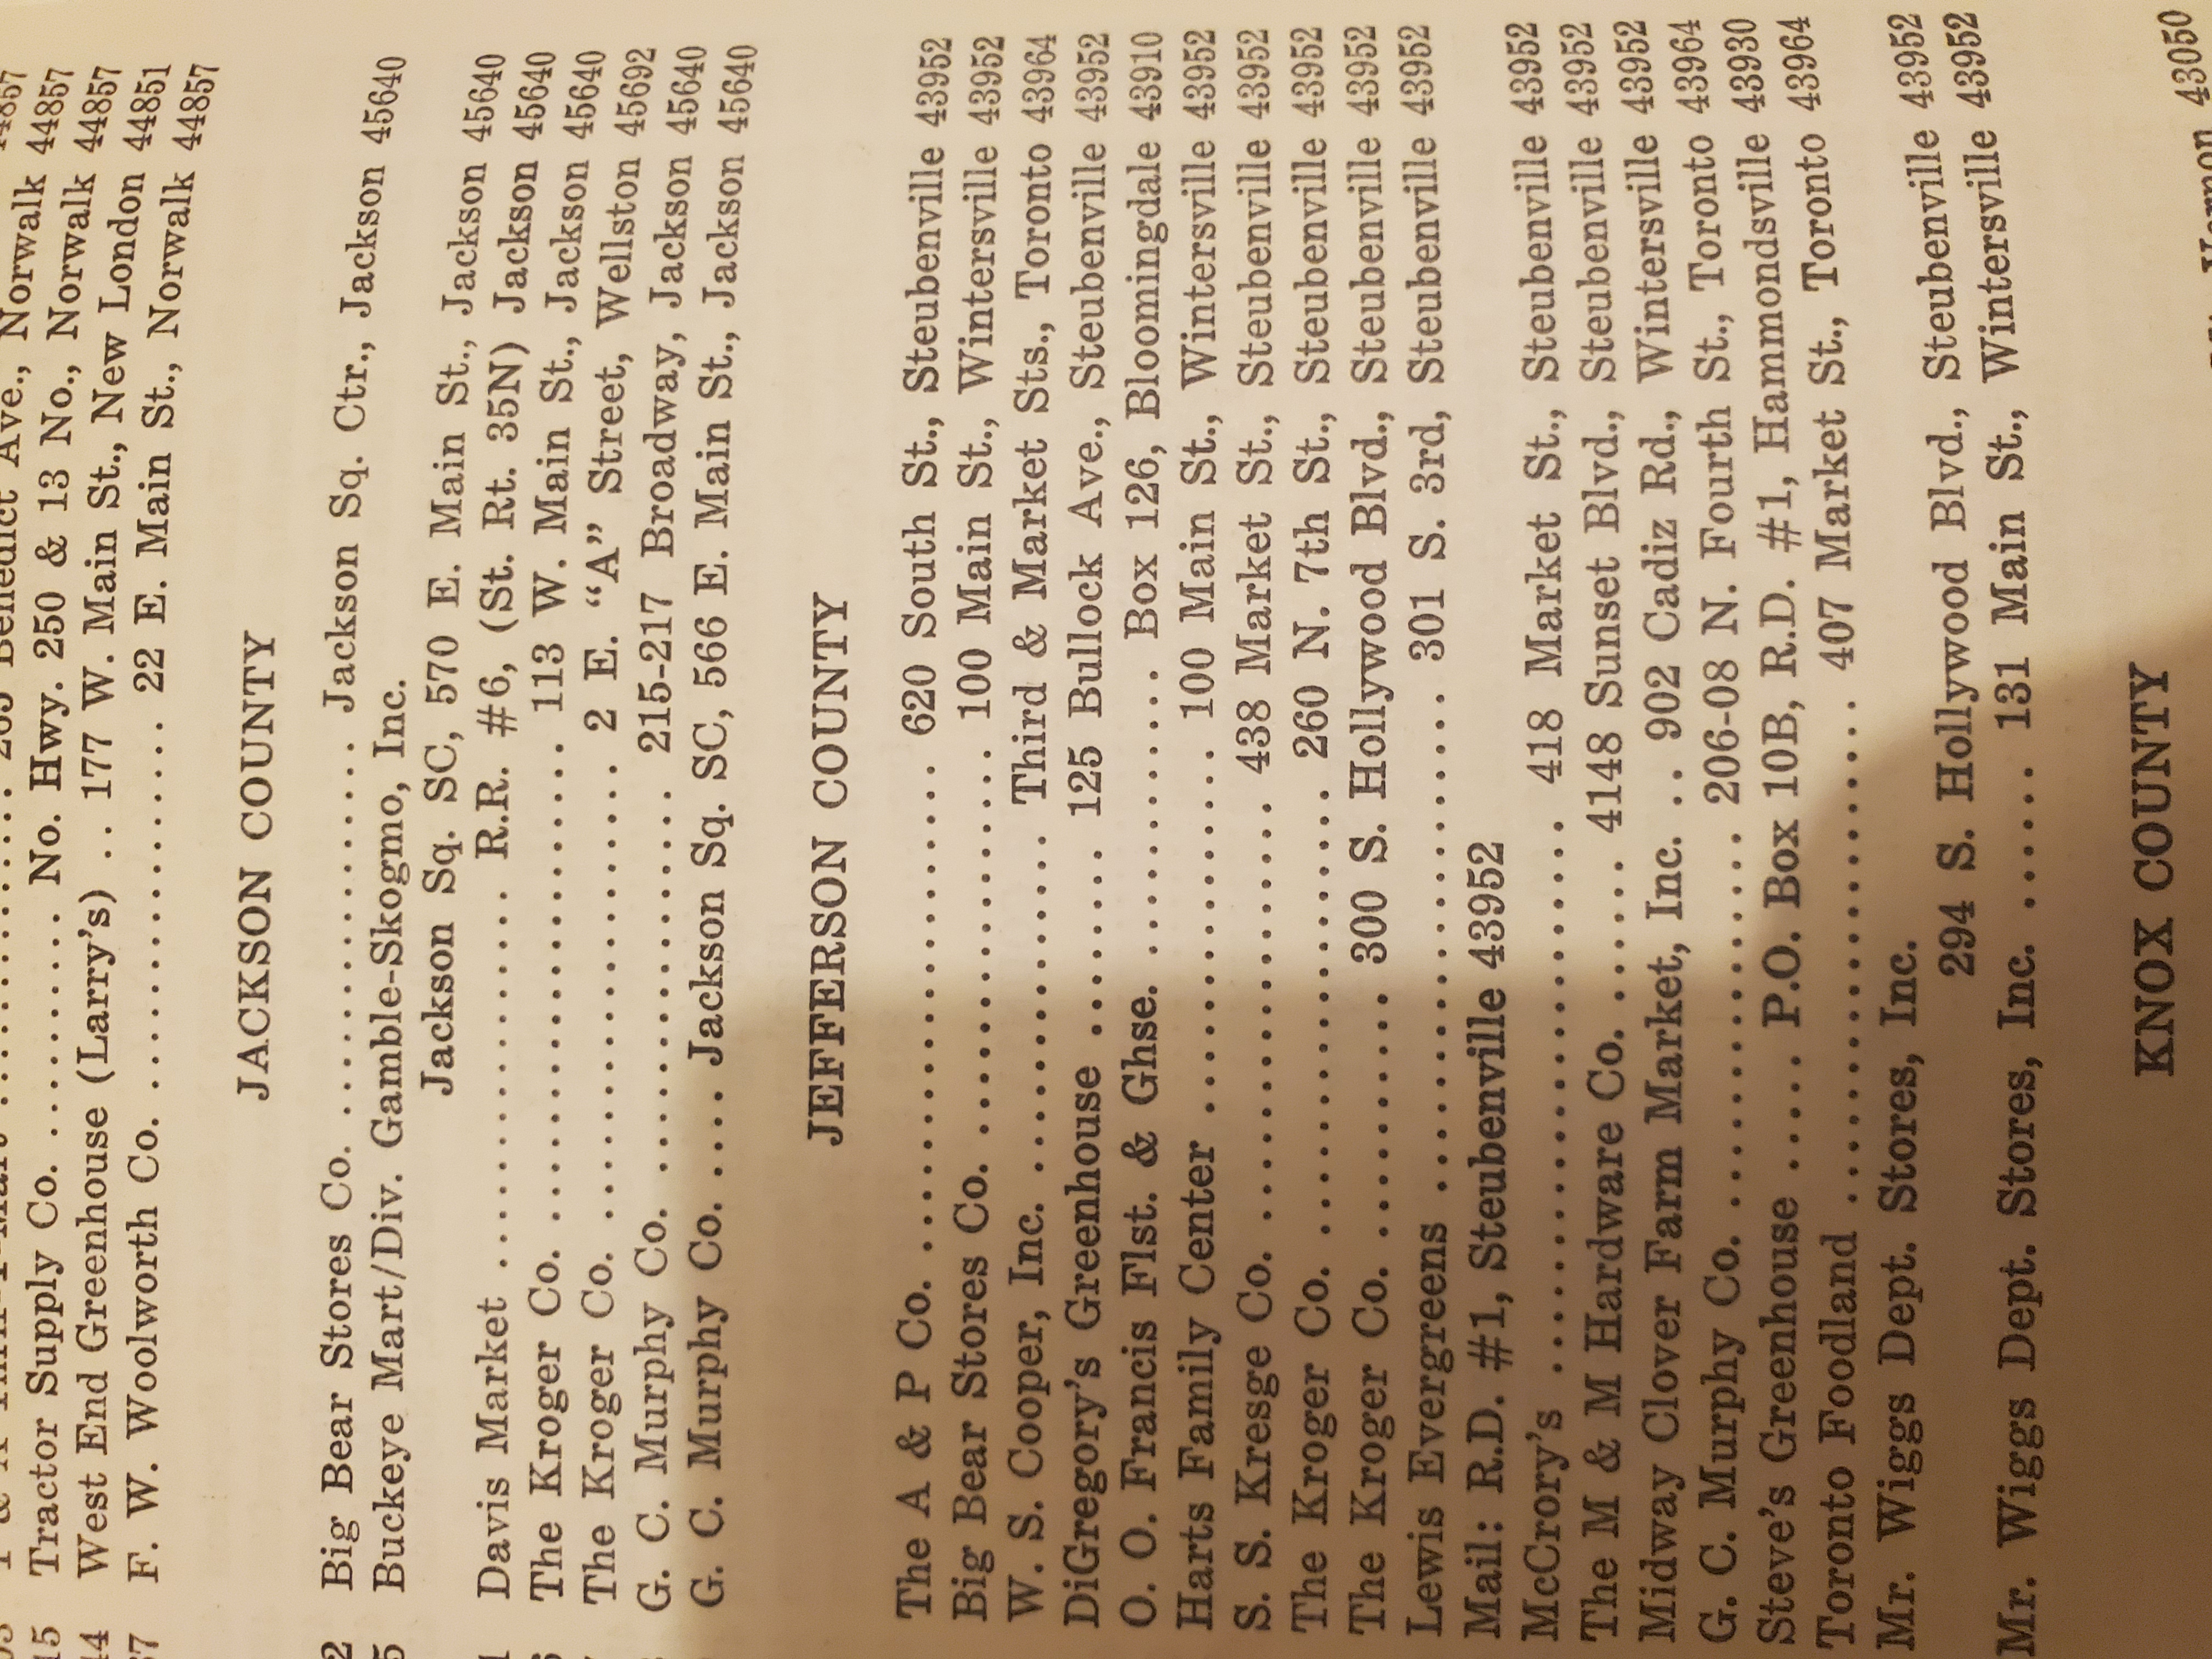 205 Benedict Ave., Norwalk 44857
Tractor Supply Co. .......... No. Hwy. 250 & 13 No., Norwalk 44857
West End Greenhouse (Larry's) .. 177 W. Main St., New London 44851
F. W. Woolworth Co. .................. 22 E. Main St., Norwalk 44857
JACKSON COUNTY
Big Bear Stores Co. .................. Jackson Sq. Ctr., Jackson 45640
Buckeye Mart/Div. Gamble-Skogmo, Inc.
Jackson Sq. SC, 570 E. Main St., Jackson 45640
Davis Market .................. R.R. #6, (St. Rt. 35N) Jackson 45640
The Kroger Co. ........................ 113 W. Main St., Jackson 45640
The Kroger Co. ...................... 2 E. “A” Street, Wellston 45692
G. C. Murphy Co. .................. 215-217 Broadway, Jackson 45640
G. C. Murphy Co. .... Jackson Sq. SC, 566 E. Main St., Jackson 45640
JEFFERSON COUNTY
The A & P Co. ........................ 620 South St., Steubenville 43952
Big Bear Stores Co. .................. 100 Main St., Wintersville 43952
W. S. Cooper, Inc. ................ Third & Market Sts., Toronto 43964
DiGregory's Greenhouse ........ 125 Bullock Ave., Steubenville 43952
O. O. Francis Flst. & Ghse. ............ Box 126, Bloomingdale 43910
Harts Family Center ................ 100 Main St., Wintersville 43952
S. S. Kresge Co. .................... 438 Market St., Steubenville 43952
The Kroger Co. ...................... 260 N. 7th St., Steubenville 43952
The Kroger Co. ............ 300 S. Hollywood Blvd., Steubenville 43952
Lewis Evergreens ...................... 301 S. 3rd, Steubenville 43952
Mail: R.D. #1, Steubenville 43952
McCrory's ........................ 418 Market St., Steubenville 43952
The M & M Hardware Co. ...... 4148 Sunset Blvd., Steubenville 43952
Midway Clover Farm Market, Inc. .. 902 Cadiz Rd., Wintersville 43952
G. C. Murphy Co. .................. 206-08 N. Fourth St., Toronto 43964
Steve's Greenhouse ..... P.O. Box 10B, R.D. #1, Hammondsville 43930
Toronto Foodland ...................... 407 Market St., Toronto 43964
Mr. Wiggs Dept. Stores, Inc.
294 S. Hollywood Blvd., Steubenville 43952
Mr. Wiggs Dept. Stores, Inc. ...... 131 Main St., Wintersville 43952
KNOX COUNTY
Vernon 43050